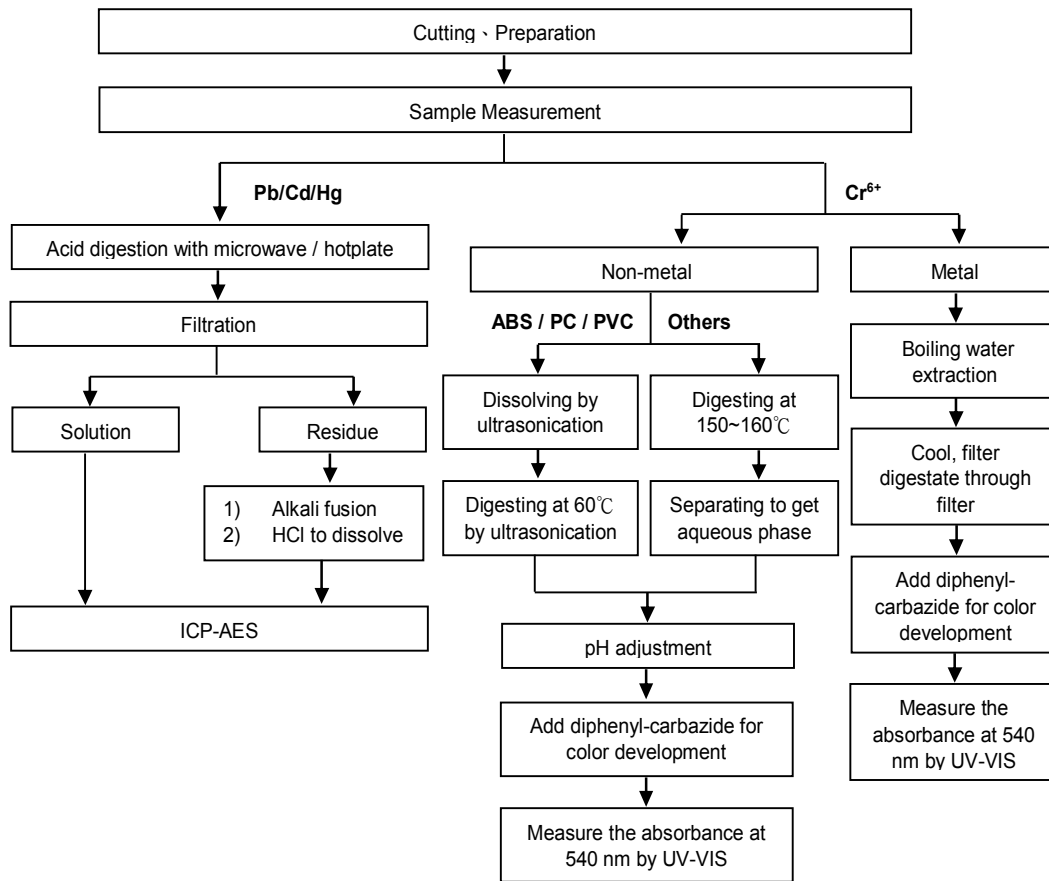 Cutting、Preparation
Sample Measurement
Pb/Cd/Hg
Cr⁶⁺
Acid digestion with microwave / hotplate
Filtration
Solution
Residue
1) Alkali fusion
2) HCl to dissolve
ICP-AES
Non-metal
ABS / PC / PVC
Others
Dissolving by
ultrasonication
Digesting at 60℃
by ultrasonication
Digesting at
150~160℃
Separating to get
aqueous phase
pH adjustment
Add diphenyl-carbazide for
color development
Measure the absorbance at
540 nm by UV-VIS
Metal
Boiling water
extraction
Cool, filter
digestate through
filter
Add diphenyl-
carbazide for color
development
Measure the
absorbance at 540
nm by UV-VIS